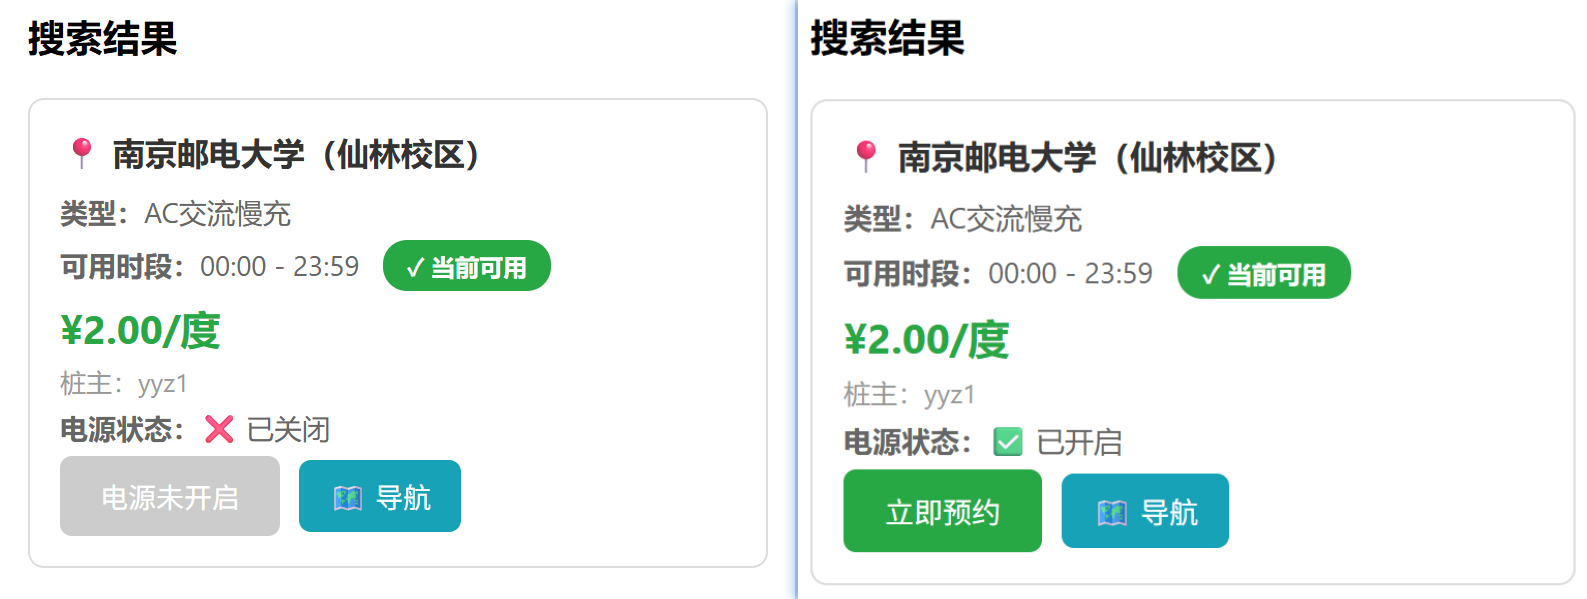 搜索结果
📍 南京邮电大学（仙林校区）
类型：AC交流慢充
可用时段：00:00 - 23:59 ✓ 当前可用
¥2.00/度
桩主：yyz1
电源状态：❌ 已关闭
电源未开启 🗺️ 导航
搜索结果
📍 南京邮电大学（仙林校区）
类型：AC交流慢充
可用时段：00:00 - 23:59 ✓ 当前可用
¥2.00/度
桩主：yyz1
电源状态：✅ 已开启
立即预约 🗺️ 导航